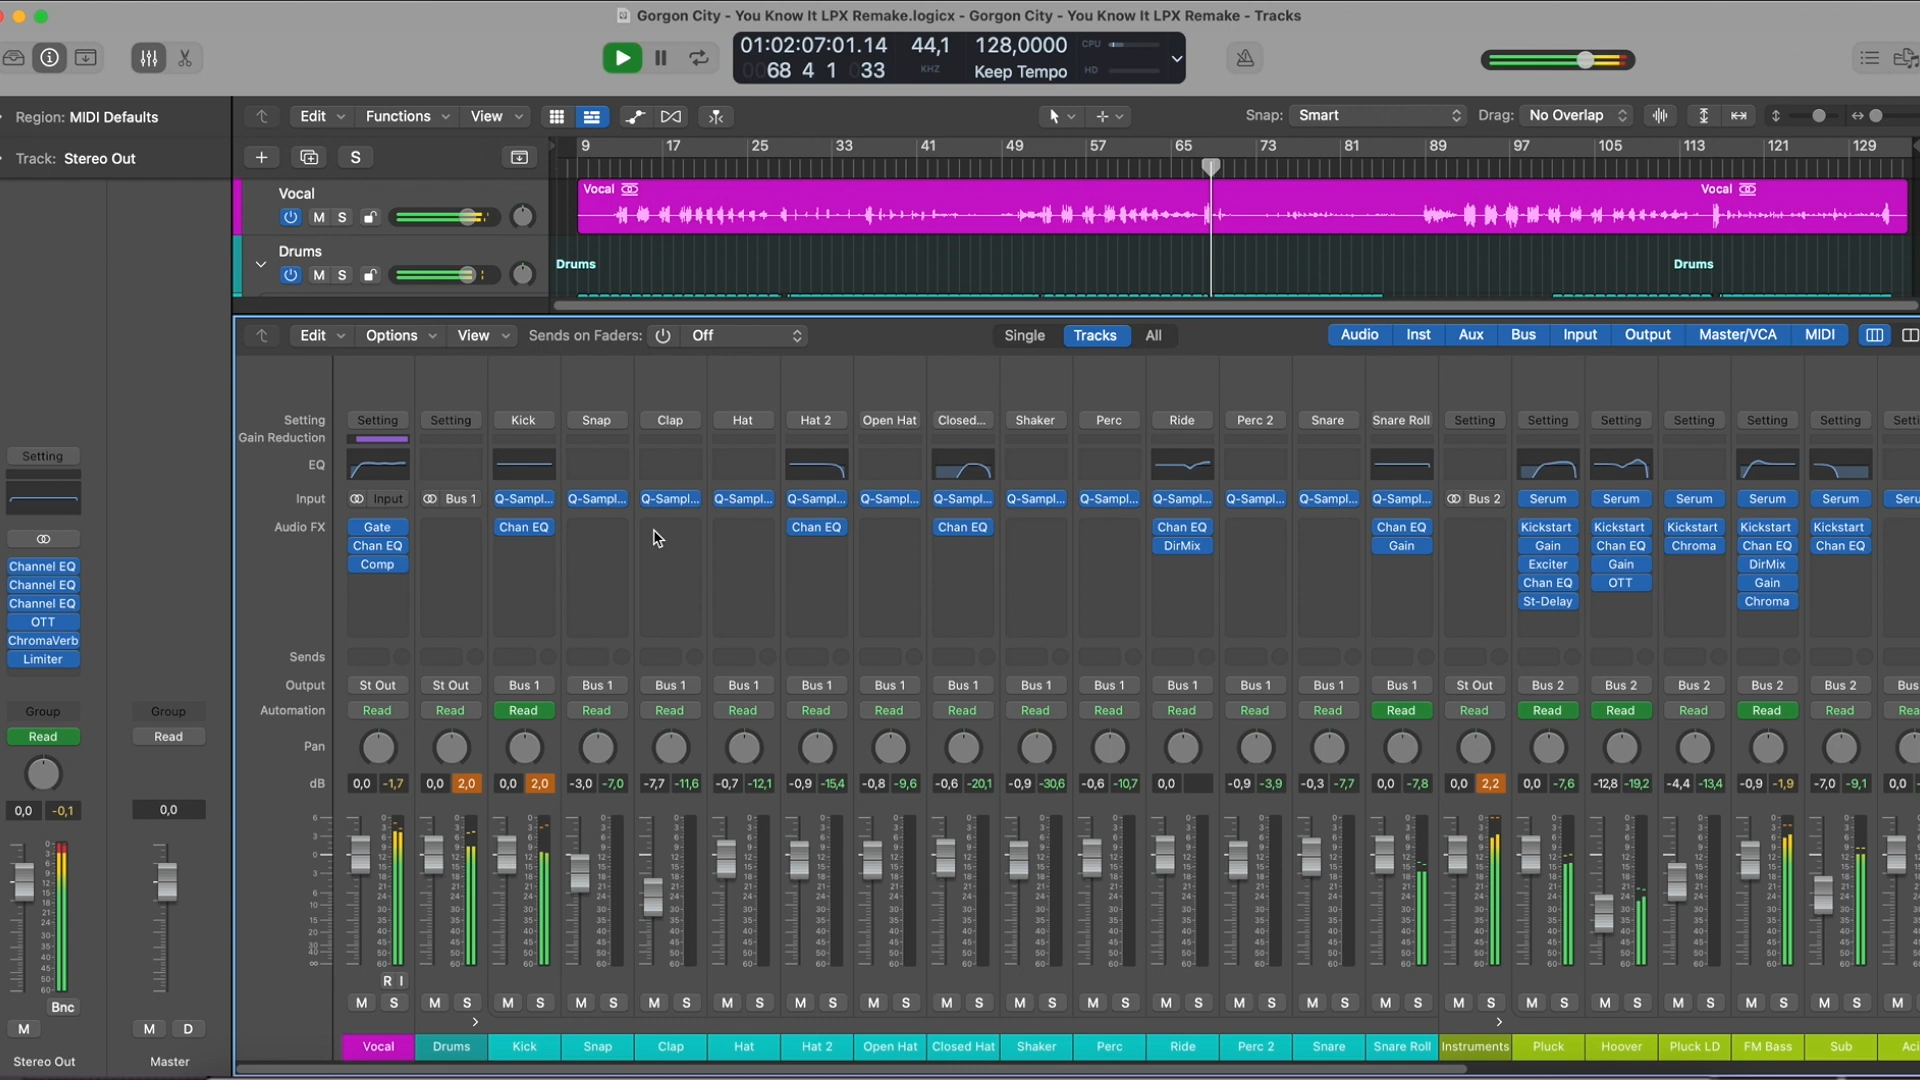 Gorgon City - You Know It LPX Remake.logicx - Gorgon City - You Know It LPX Remake - Tracks
01:02:07:01.14 44,1 128,0000 CPU
0068 4 1 033 KHZ Keep Tempo HD
Region: MIDI Defaults
Edit Functions View Snap: Smart Drag: No Overlap
Track: Stereo Out
S
9 17 25 33 41 49 57 65 73 81 89 97 105 113 121 129
Vocal
M S
Vocal Vocal
Drums
M S
Drums Drums
Edit Options View Sends on Faders: Off Single Tracks All Audio Inst Aux Bus Input Output Master/VCA MIDI
Setting Setting Setting Kick Snap Clap Hat Hat 2 Open Hat Closed... Shaker Perc Ride Perc 2 Snare Snare Roll Setting Setting Setting Setting Setting Setting Setti
Gain Reduction
EQ
Input Input Bus 1 Q-Sampl... Q-Sampl... Q-Sampl... Q-Sampl... Q-Sampl... Q-Sampl... Q-Sampl... Q-Sampl... Q-Sampl... Q-Sampl... Q-Sampl... Q-Sampl... Q-Sampl... Bus 2 Serum Serum Serum Serum Serum Seru
Audio FX Gate Chan EQ Chan EQ Chan EQ Chan EQ Chan EQ Kickstart Kickstart Kickstart Kickstart Kickstart
Chan EQ DirMix Gain Gain Chan EQ Chroma Chan EQ Chan EQ
Comp Exciter Gain DirMix
Chan EQ OTT Gain
St-Delay Chroma
Sends
Output St Out St Out Bus 1 Bus 1 Bus 1 Bus 1 Bus 1 Bus 1 Bus 1 Bus 1 Bus 1 Bus 1 Bus 1 Bus 1 Bus 1 St Out Bus 2 Bus 2 Bus 2 Bus 2 Bus 2 Bus
Automation Read Read Read Read Read Read Read Read Read Read Read Read Read Read Read Read Read Read Read Read Read Rea
Pan
dB 0,0 -1,7 0,0 2,0 0,0 2,0 -3,0 -7,0 -7,7 -11,6 -0,7 -12,1 -0,9 -15,4 -0,8 -9,6 -0,6 -20,1 -0,9 -30,6 -0,6 -10,7 0,0 -0,9 -3,9 -0,3 -7,7 0,0 -7,8 0,0 2,2 0,0 -7,6 -12,8 -19,2 -4,4 -13,4 -0,9 -1,9 -7,0 -9,1 0,0
R I
M S M S M S M S M S M S M S M S M S M S M S M S M S M S M S M S M S M S M S M S M S M
Vocal Drums Kick Snap Clap Hat Hat 2 Open Hat Closed Hat Shaker Perc Ride Perc 2 Snare Snare Roll Instruments Pluck Hoover Pluck LD FM Bass Sub Aci
Setting
Channel EQ
Channel EQ
Channel EQ
OTT
ChromaVerb
Limiter
Group Group
Read Read
0,0 -0,1 0,0
Bnc
M M D
Stereo Out Master